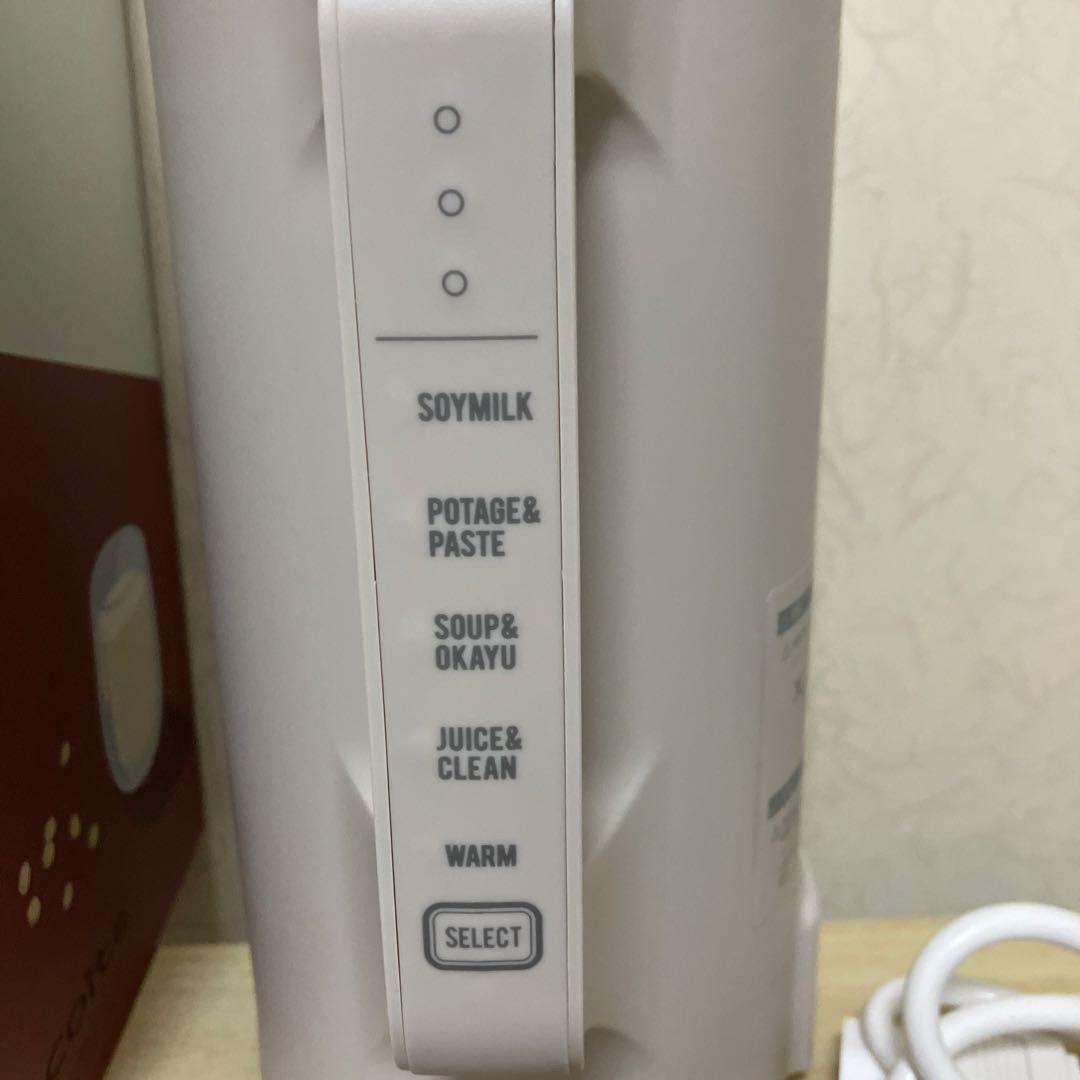 SOYMILK
POTAGE&
PASTE
SOUP&
OKAYU
JUICE&
CLEAN
WARM
SELECT